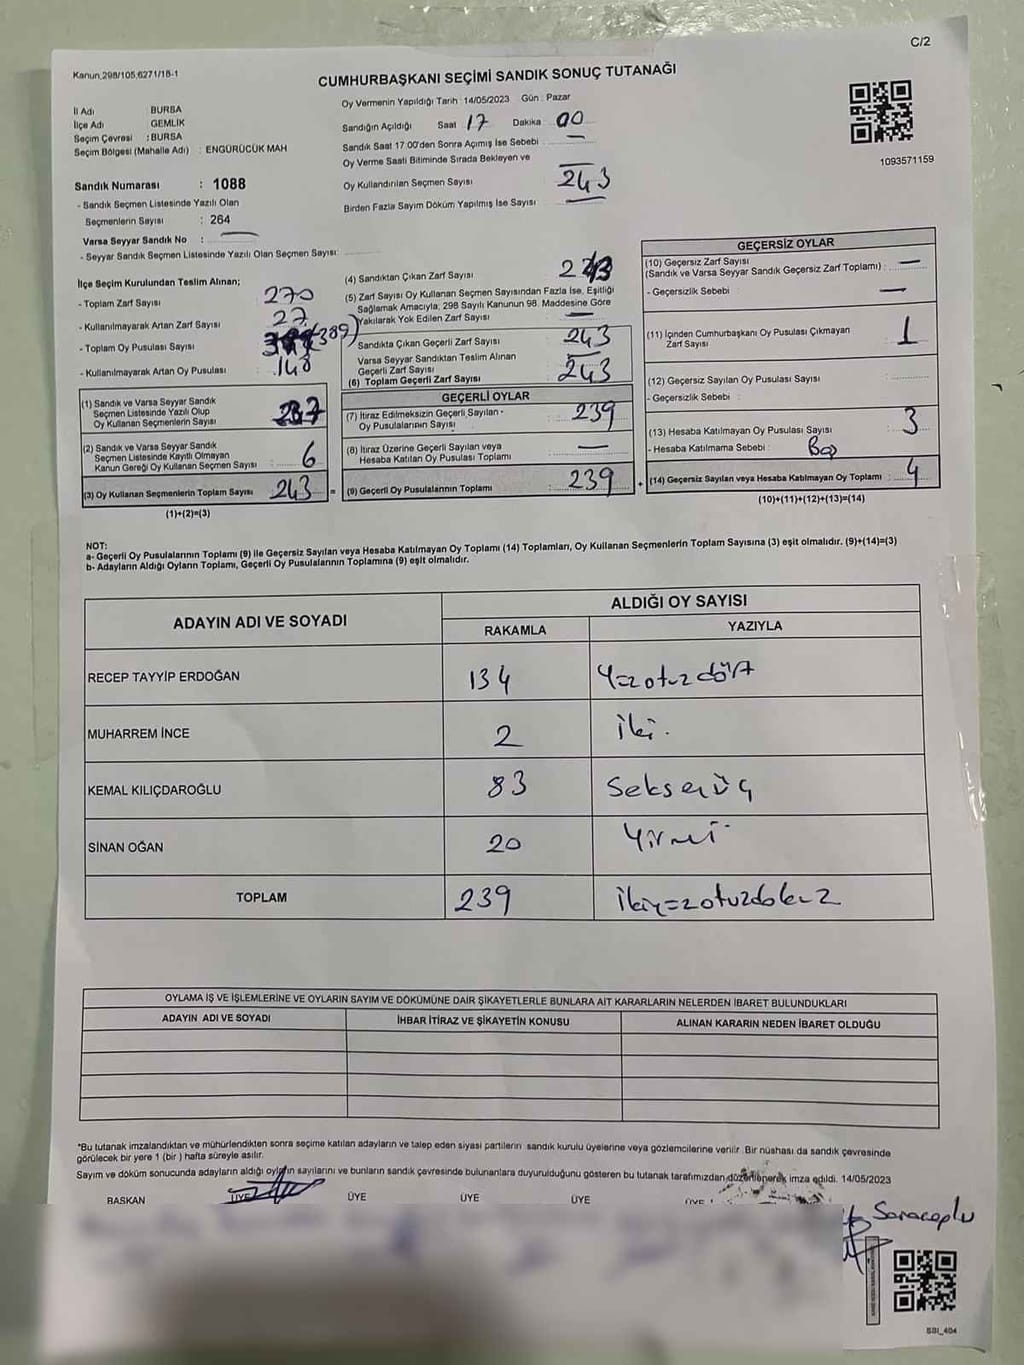 C/2
Kanun 298/105;6271/18-1
CUMHURBAŞKANI SEÇİMİ SANDIK SONUÇ TUTANAĞI
İl Adı : BURSA
İlçe Adı : GEMLİK
Seçim Çevresi : BURSA
Seçim Bölgesi (Mahalle Adı) : ENGÜRÜCÜK MAH
Sandık Numarası : 1088
- Sandık Seçmen Listesinde Yazılı Olan
Seçmenlerin Sayısı : 264
Varsa Seyyar Sandık No :
- Seyyar Sandık Seçmen Listesinde Yazılı Olan Seçmen Sayısı:
Oy Vermenin Yapıldığı Tarih : 14/05/2023 Gün : Pazar
Sandığın Açıldığı Saat 17 Dakika 00
Sandık Saat 17:00'den Sonra Açımış İse Sebebi : —
Oy Verme Saati Bitiminde Sırada Bekleyen ve
Oy Kullandırılan Seçmen Sayısı 243
Birden Fazla Sayım Döküm Yapılmış İse Sayısı
1093571159
İlçe Seçim Kurulundan Teslim Alınan;
- Toplam Zarf Sayısı : 270
- Kullanılmayarak Artan Zarf Sayısı : 27
- Toplam Oy Pusulası Sayısı : (389)
- Kullanılmayarak Artan Oy Pusulası : 148
(1) Sandık ve Varsa Seyyar Sandık
Seçmen Listesinde Yazılı Olup
Oy Kullanan Seçmenlerin Sayısı : 237
(2) Sandık ve Varsa Seyyar Sandık
Seçmen Listesinde Kayıtlı Olmayan
Kanun Gereği Oy Kullanan Seçmen Sayısı : 6
(3) Oy Kullanan Seçmenlerin Toplam Sayısı 243 =
(1)+(2)=(3)
(4) Sandıktan Çıkan Zarf Sayısı 243
(5) Zarf Sayısı Oy Kullanan Seçmen Sayısından Fazla İse, Eşitliği
Sağlamak Amacıyla; 298 Sayılı Kanunun 98. Maddesine Göre
Yakılarak Yok Edilen Zarf Sayısı : —
Sandıkta Çıkan Geçerli Zarf Sayısı : 243
Varsa Seyyar Sandıktan Teslim Alınan
Geçerli Zarf Sayısı : —
(6) Toplam Geçerli Zarf Sayısı : 243
GEÇERLİ OYLAR
(7) İtiraz Edilmeksizin Geçerli Sayılan
Oy Pusulalarının Sayısı : 239
(8) İtiraz Üzerine Geçerli Sayılan veya
Hesaba Katılan Oy Pusulası Toplamı : —
(9) Geçerli Oy Pusulalarının Toplamı : 239 +
GEÇERSİZ OYLAR
(10) Geçersiz Zarf Sayısı
(Sandık ve Varsa Seyyar Sandık Geçersiz Zarf Toplamı) : —
- Geçersizlik Sebebi : —
(11) İçinden Cumhurbaşkanı Oy Pusulası Çıkmayan
Zarf Sayısı : 1
(12) Geçersiz Sayılan Oy Pusulası Sayısı :
- Geçersizlik Sebebi :
(13) Hesaba Katılmayan Oy Pusulası Sayısı : 3
- Hesaba Katılmama Sebebi : Boş
(14) Geçersiz Sayılan veya Hesaba Katılmayan Oy Toplamı : 4
(10)+(11)+(12)+(13)=(14)
NOT:
a- Geçerli Oy Pusulalarının Toplamı (9) ile Geçersiz Sayılan veya Hesaba Katılmayan Oy Toplamı (14) Toplamları, Oy Kullanan Seçmenlerin Toplam Sayısına (3) eşit olmalıdır. (9)+(14)=(3)
b- Adayların Aldığı Oyların Toplamı, Geçerli Oy Pusulalarının Toplamına (9) eşit olmalıdır.
ADAYIN ADI VE SOYADI
ALDIĞI OY SAYISI
RAKAMLA YAZIYLA
RECEP TAYYİP ERDOĞAN 134 Yüzotuzdört
MUHARREM İNCE 2 İki.
KEMAL KILIÇDAROĞLU 83 Seksenüç
SİNAN OĞAN 20 Yirmi
TOPLAM 239 İkiyüzotuzdokuz
OYLAMA İŞ VE İŞLEMLERİNE VE OYLARIN SAYIM VE DÖKÜMÜNE DAİR ŞİKAYETLERLE BUNLARA AİT KARARLARIN NELERDEN İBARET BULUNDUKLARI
ADAYIN ADI VE SOYADI İHBAR İTİRAZ VE ŞİKAYETİN KONUSU ALINAN KARARIN NEDEN İBARET OLDUĞU
*Bu tutanak imzalandıktan ve mühürlendikten sonra seçime katılan adayların ve talep eden siyasi partilerin sandık kurulu üyelerine veya gözlemcilerine verilir. Bir nüshası da sandık çevresinde
görülecek bir yere 1 (bir) hafta süreyle asılır.
Sayım ve döküm sonucunda adayların aldığı oyların sayılarını ve bunların sandık çevresinde bulunanlara duyurulduğunu gösteren bu tutanak tarafımızdan düzenlenerek imza edildi. 14/05/2023
BAŞKAN ÜYE ÜYE ÜYE ÜYE ÜYE
Saraçoğlu
SBI_404